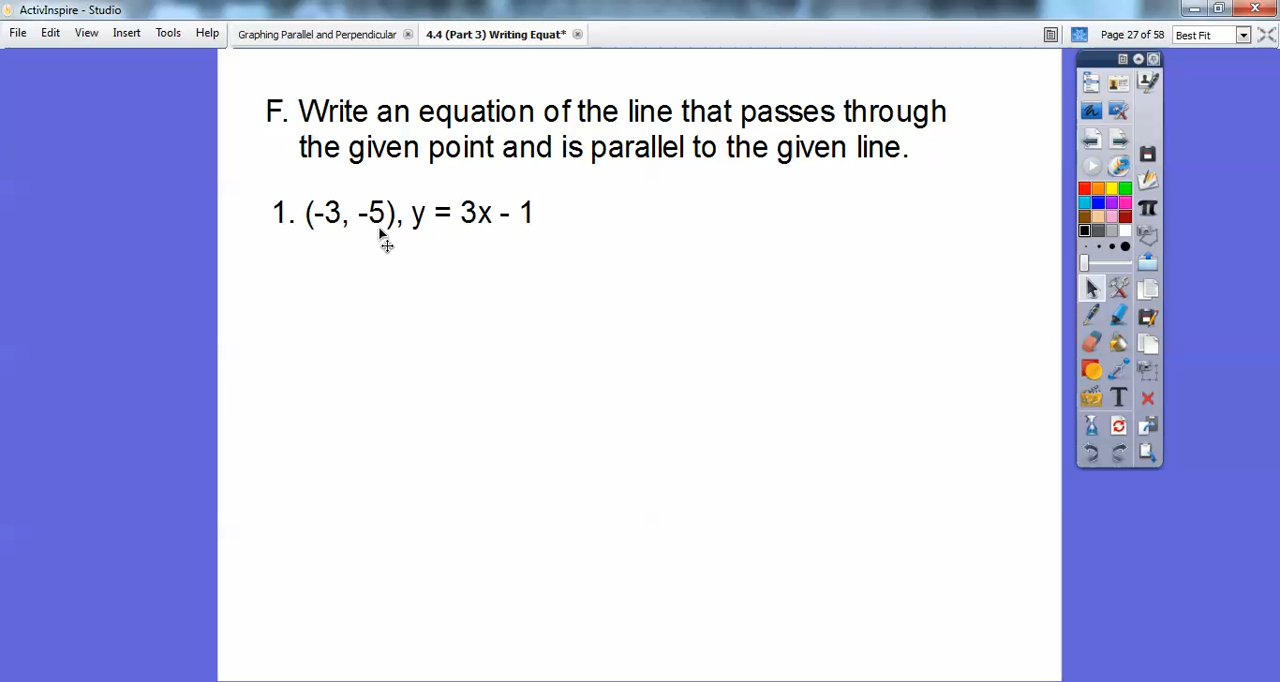 ActivInspire - Studio
File Edit View Insert Tools Help
Graphing Parallel and Perpendicular
4.4 (Part 3) Writing Equat*
Page 27 of 58
Best Fit
F. Write an equation of the line that passes through
the given point and is parallel to the given line.
1. (-3, -5), y = 3x - 1